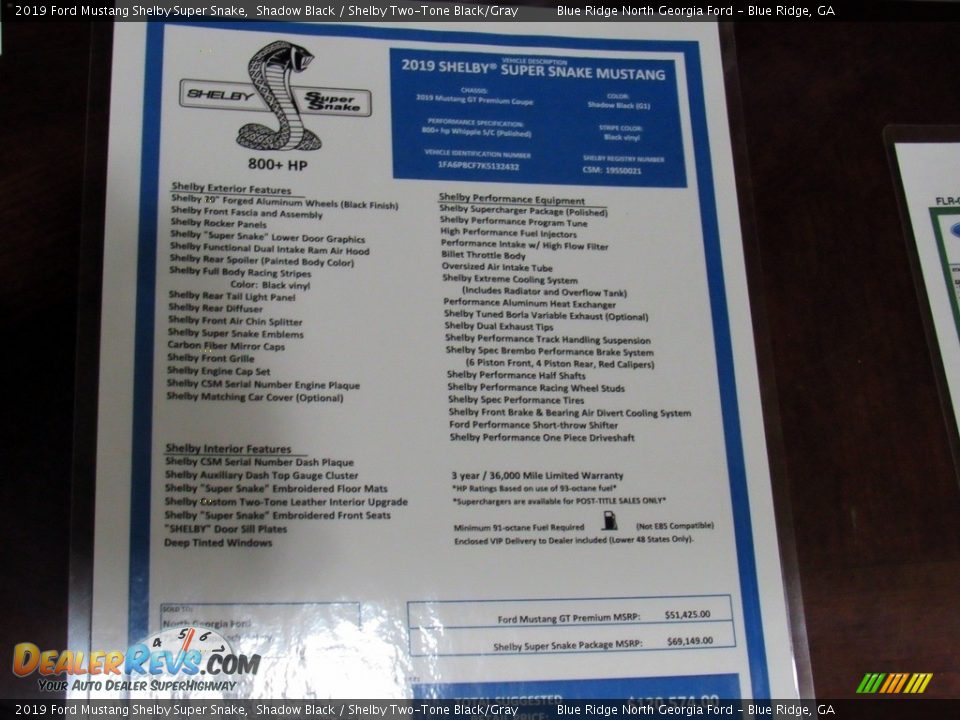 2019 Ford Mustang Shelby Super Snake,  Shadow Black / Shelby Two-Tone Black/Gray
Blue Ridge North Georgia Ford - Blue Ridge, GA
SHELBY
Super Snake
800+ HP
VEHICLE DESCRIPTION
2019 SHELBY® SUPER SNAKE MUSTANG
CHASSIS:
2019 Mustang GT Premium Coupe
COLOR:
Shadow Black (G1)
PERFORMANCE SPECIFICATION:
800+ hp Whipple S/C (Polished)
STRIPE COLOR:
Black vinyl
VEHICLE IDENTIFICATION NUMBER
1FA6P8CF7K5132432
SHELBY REGISTRY NUMBER
CSM: 19SS0021
Shelby Exterior Features
Shelby 20" Forged Aluminum Wheels (Black Finish)
Shelby Front Fascia and Assembly
Shelby Rocker Panels
Shelby "Super Snake" Lower Door Graphics
Shelby Functional Dual Intake Ram Air Hood
Shelby Rear Spoiler (Painted Body Color)
Shelby Full Body Racing Stripes
Color: Black vinyl
Shelby Rear Tail Light Panel
Shelby Rear Diffuser
Shelby Front Air Chin Splitter
Shelby Super Snake Emblems
Carbon Fiber Mirror Caps
Shelby Front Grille
Shelby Engine Cap Set
Shelby CSM Serial Number Engine Plaque
Shelby Matching Car Cover (Optional)
Shelby Interior Features
Shelby CSM Serial Number Dash Plaque
Shelby Auxiliary Dash Top Gauge Cluster
Shelby "Super Snake" Embroidered Floor Mats
Shelby Custom Two-Tone Leather Interior Upgrade
Shelby "Super Snake" Embroidered Front Seats
"SHELBY" Door Sill Plates
Deep Tinted Windows
Shelby Performance Equipment
Shelby Supercharger Package (Polished)
Shelby Performance Program Tune
High Performance Fuel Injectors
Performance Intake w/ High Flow Filter
Billet Throttle Body
Oversized Air Intake Tube
Shelby Extreme Cooling System
(Includes Radiator and Overflow Tank)
Performance Aluminum Heat Exchanger
Shelby Tuned Borla Variable Exhaust (Optional)
Shelby Dual Exhaust Tips
Shelby Performance Track Handling Suspension
Shelby Spec Brembo Performance Brake System
(6 Piston Front, 4 Piston Rear, Red Calipers)
Shelby Performance Half Shafts
Shelby Performance Racing Wheel Studs
Shelby Spec Performance Tires
Shelby Front Brake & Bearing Air Divert Cooling System
Ford Performance Short-throw Shifter
Shelby Performance One Piece Driveshaft
3 year / 36,000 Mile Limited Warranty
*HP Ratings Based on use of 93-octane fuel*
*Superchargers are available for POST-TITLE SALES ONLY*
Minimum 91-octane Fuel Required
(Not E85 Compatible)
Enclosed VIP Delivery to Dealer included (Lower 48 States Only).
SOLD TO:
North Georgia Ford
Ford Mustang GT Premium MSRP: $51,425.00
Shelby Super Snake Package MSRP: $69,149.00
TOTAL SUGGESTED
$120,574.00
FLR-
4 5 6
DEALERREVS.COM
YOUR AUTO DEALER SUPERHIGHWAY
2019 Ford Mustang Shelby Super Snake,  Shadow Black / Shelby Two-Tone Black/Gray
Blue Ridge North Georgia Ford - Blue Ridge, GA